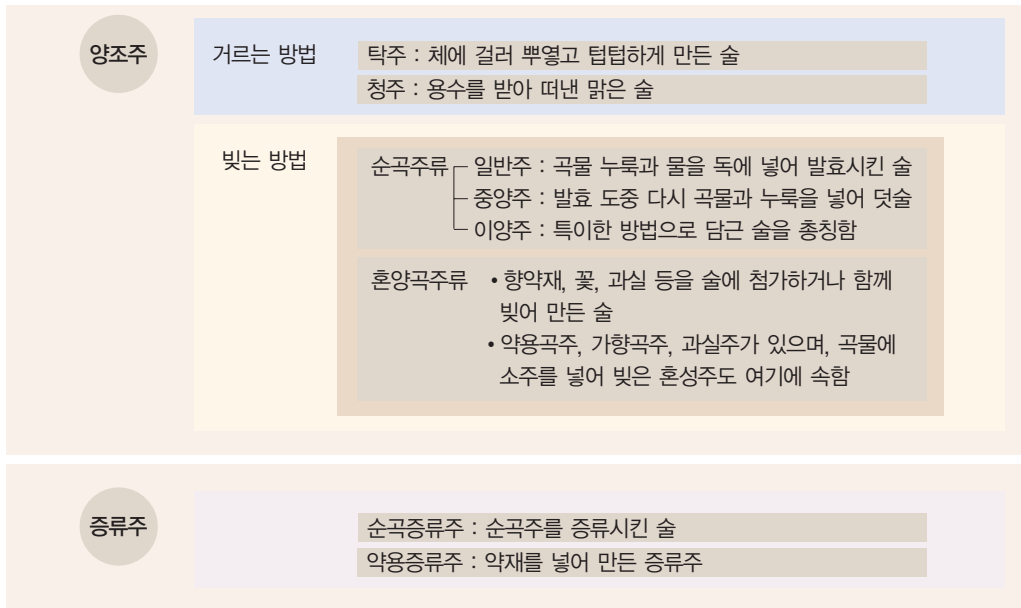 양조주
거르는 방법
탁주 : 체에 걸러 뿌옇고 텁텁하게 만든 술
청주 : 용수를 받아 떠낸 맑은 술
빚는 방법
순곡주류
일반주 : 곡물 누룩과 물을 독에 넣어 발효시킨 술
중양주 : 발효 도중 다시 곡물과 누룩을 넣어 덧술
이양주 : 특이한 방법으로 담근 술을 총칭함
혼양곡주류
• 향약재, 꽃, 과실 등을 술에 첨가하거나 함께
빚어 만든 술
• 약용곡주, 가향곡주, 과실주가 있으며, 곡물에
소주를 넣어 빚은 혼성주도 여기에 속함
증류주
순곡증류주 : 순곡주를 증류시킨 술
약용증류주 : 약재를 넣어 만든 증류주